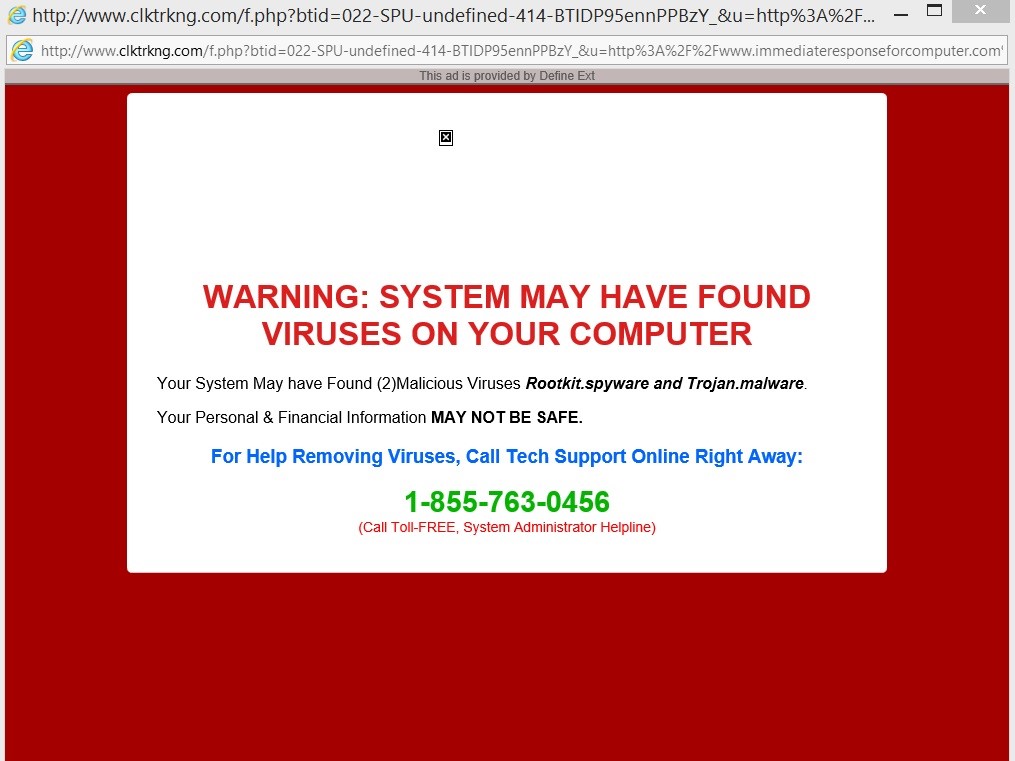 http://www.clktrkng.com/f.php?btid=022-SPU-undefined-414-BTIDP95ennPPBzY_&u=http%3A%2F...
http://www.clktrkng.com/f.php?btid=022-SPU-undefined-414-BTIDP95ennPPBzY_&u=http%3A%2F%2Fwww.immediateresponseforcomputer.com'
This ad is provided by Define Ext
WARNING: SYSTEM MAY HAVE FOUND
VIRUSES ON YOUR COMPUTER
Your System May have Found (2)Malicious Viruses Rootkit.spyware and Trojan.malware.
Your Personal & Financial Information MAY NOT BE SAFE.
For Help Removing Viruses, Call Tech Support Online Right Away:
1-855-763-0456
(Call Toll-FREE, System Administrator Helpline)